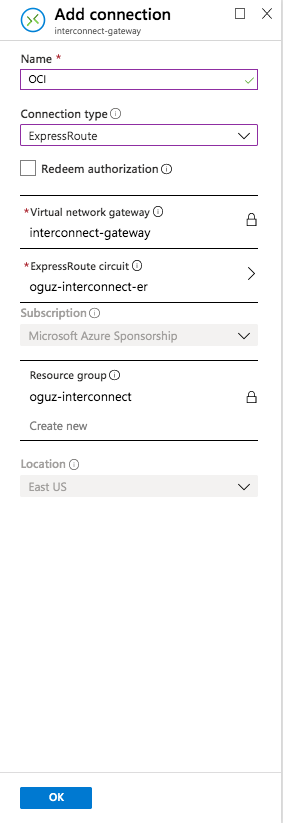 Add connection
interconnect-gateway
Name *
OCI
Connection type
ExpressRoute
Redeem authorization
*Virtual network gateway
interconnect-gateway
*ExpressRoute circuit
oguz-interconnect-er
Subscription
Microsoft Azure Sponsorship
Resource group
oguz-interconnect
Create new
Location
East US
OK